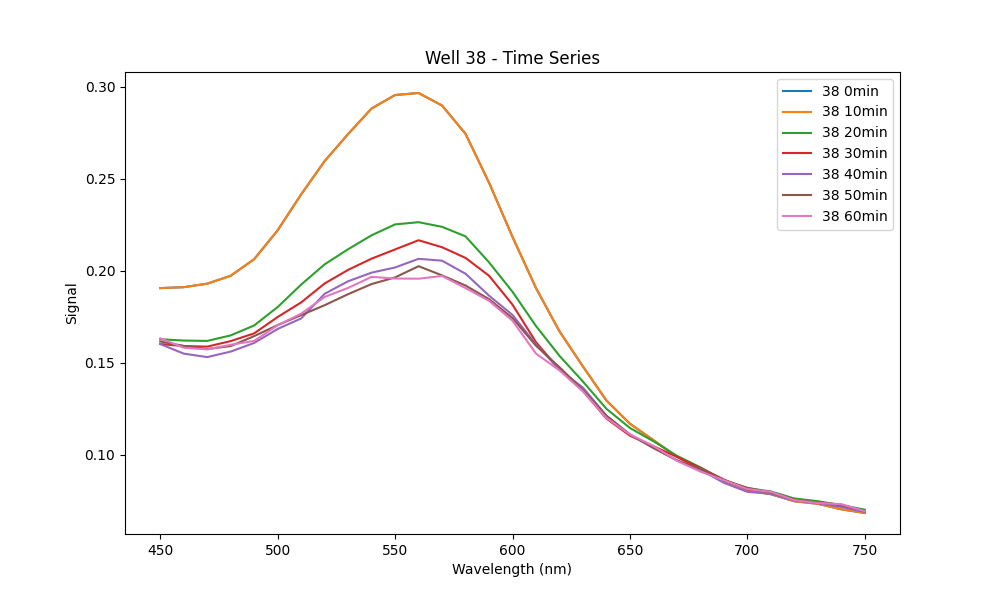 Well 38 - Time Series
0.30
0.25
0.20
0.15
0.10
Signal
450 500 550 600 650 700 750
Wavelength (nm)
38 0min
38 10min
38 20min
38 30min
38 40min
38 50min
38 60min